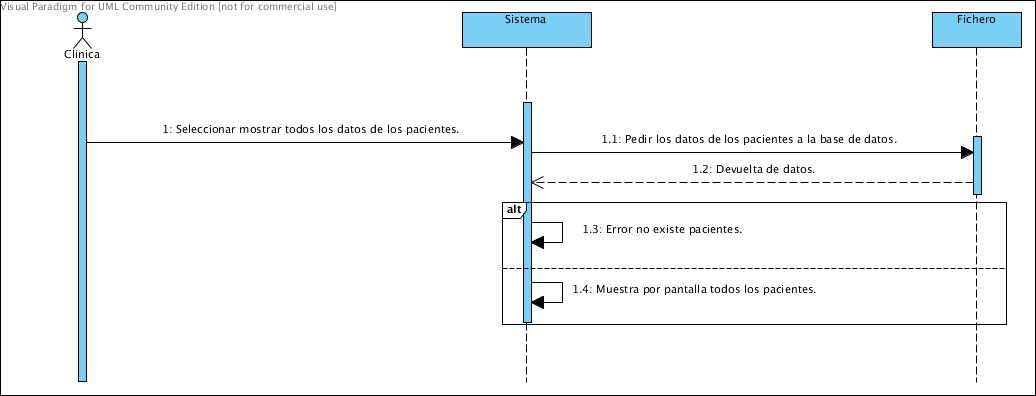 Visual Paradigm for UML Community Edition [not for commercial use]
Sistema
Fichero
Clinica
1: Seleccionar mostrar todos los datos de los pacientes.
1.1: Pedir los datos de los pacientes a la base de datos.
1.2: Devuelta de datos.
alt
1.3: Error no existe pacientes.
1.4: Muestra por pantalla todos los pacientes.